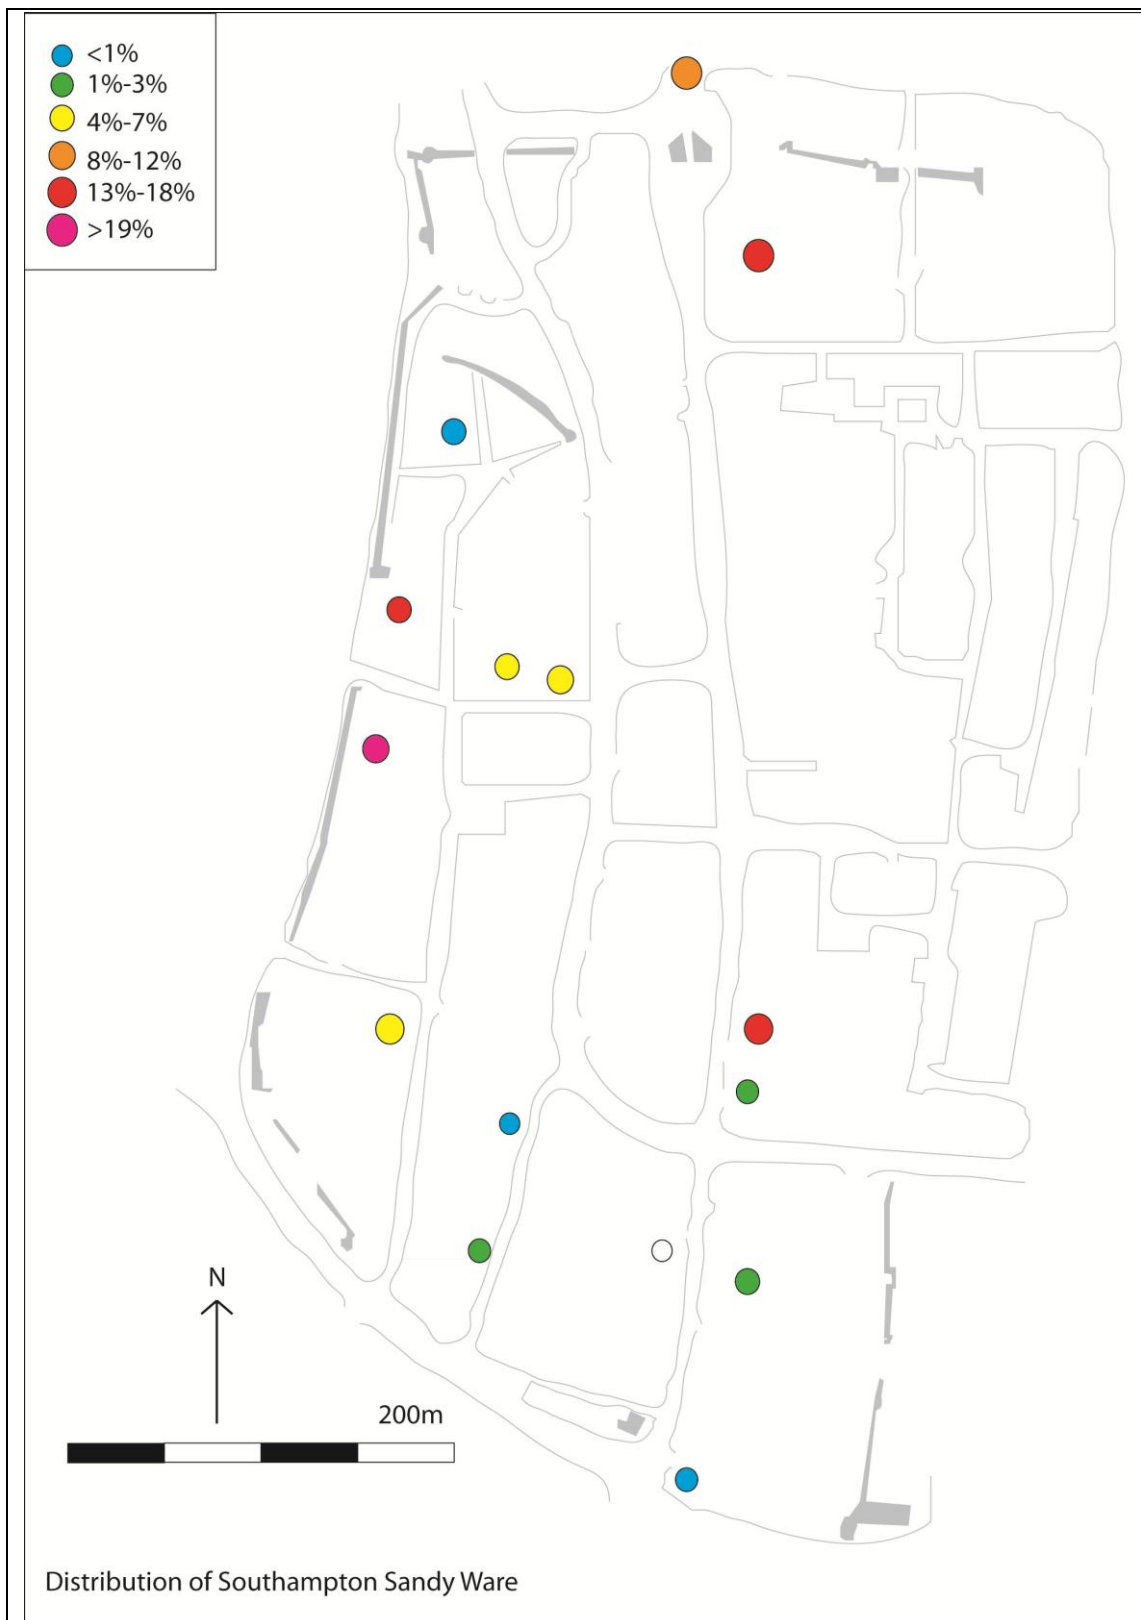 <1%
1%-3%
4%-7%
8%-12%
13%-18%
>19%
N
200m
Distribution of Southampton Sandy Ware